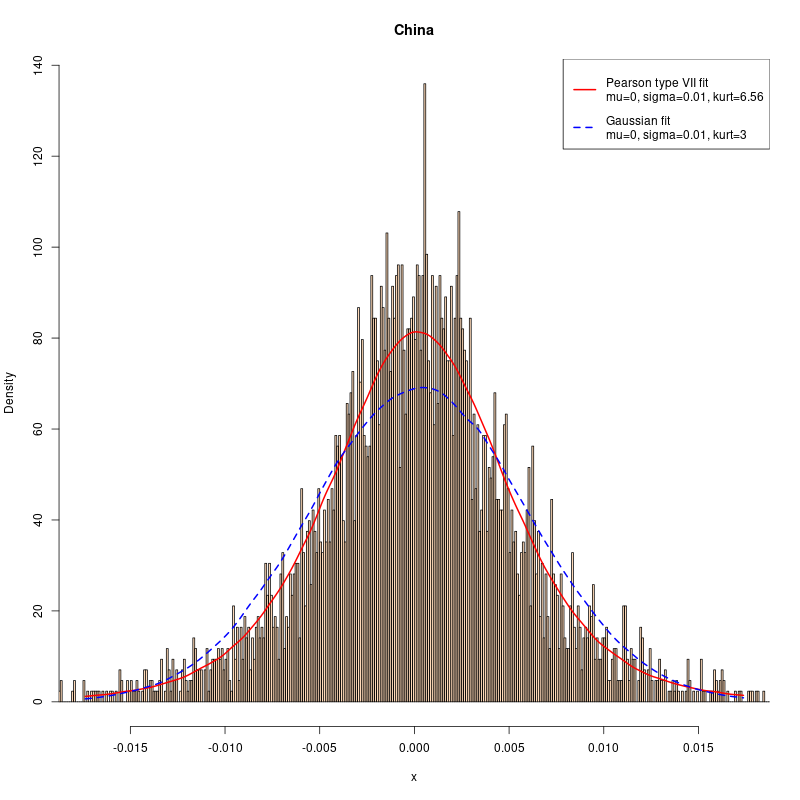 China
Pearson type VII fit
mu=0, sigma=0.01, kurt=6.56
Gaussian fit
mu=0, sigma=0.01, kurt=3
Density
140
120
100
80
60
40
20
0
-0.015 -0.010 -0.005 0.000 0.005 0.010 0.015
x